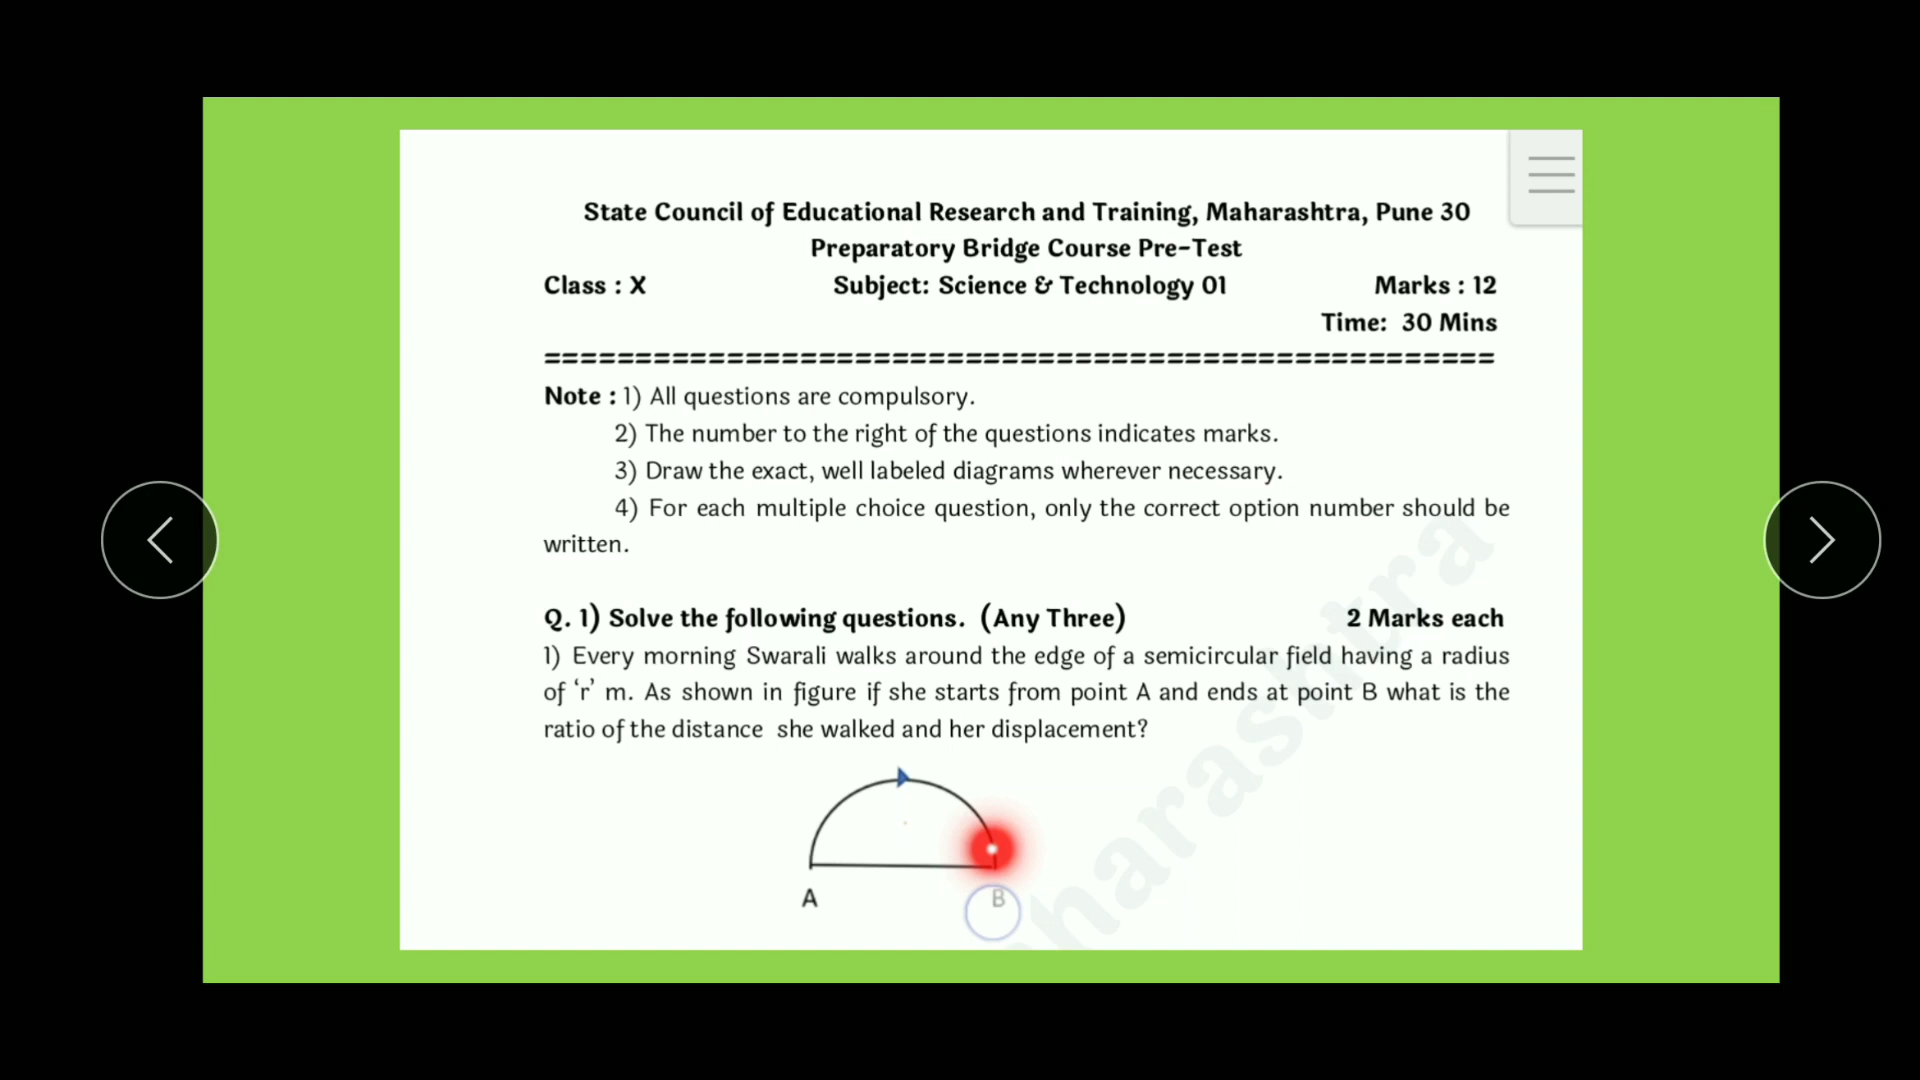 State Council of Educational Research and Training, Maharashtra, Pune 30
Preparatory Bridge Course Pre-Test
Class : X Subject: Science & Technology 01 Marks : 12
Time: 30 Mins
====================================================
Note : 1) All questions are compulsory.
2) The number to the right of the questions indicates marks.
3) Draw the exact, well labeled diagrams wherever necessary.
4) For each multiple choice question, only the correct option number should be
written.
Q. 1) Solve the following questions. (Any Three) 2 Marks each
1) Every morning Swarali walks around the edge of a semicircular field having a radius
of ‘r’ m. As shown in figure if she starts from point A and ends at point B what is the
ratio of the distance she walked and her displacement?
A B
harashtra